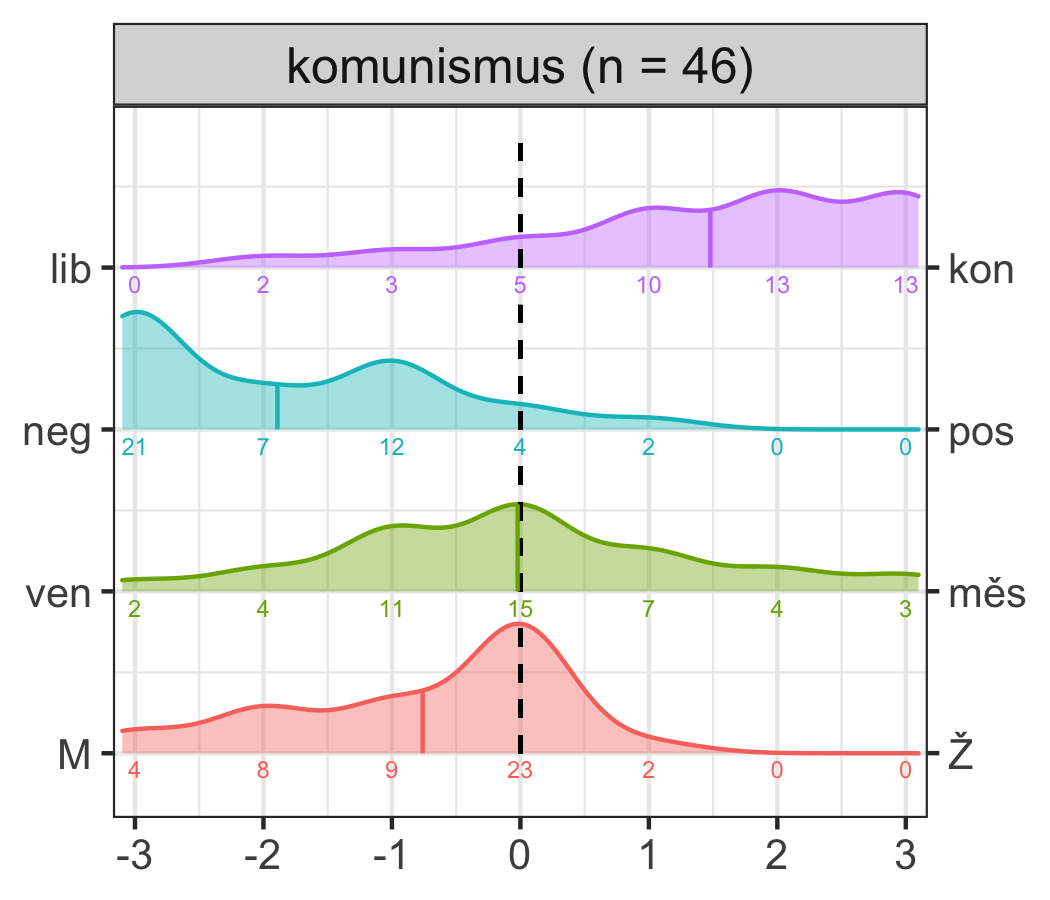 komunismus (n = 46)
lib kon
0 2 3 5 10 13 13
neg pos
21 7 12 4 2 0 0
ven měs
2 4 11 15 7 4 3
M Ž
4 8 9 23 2 0 0
-3 -2 -1 0 1 2 3